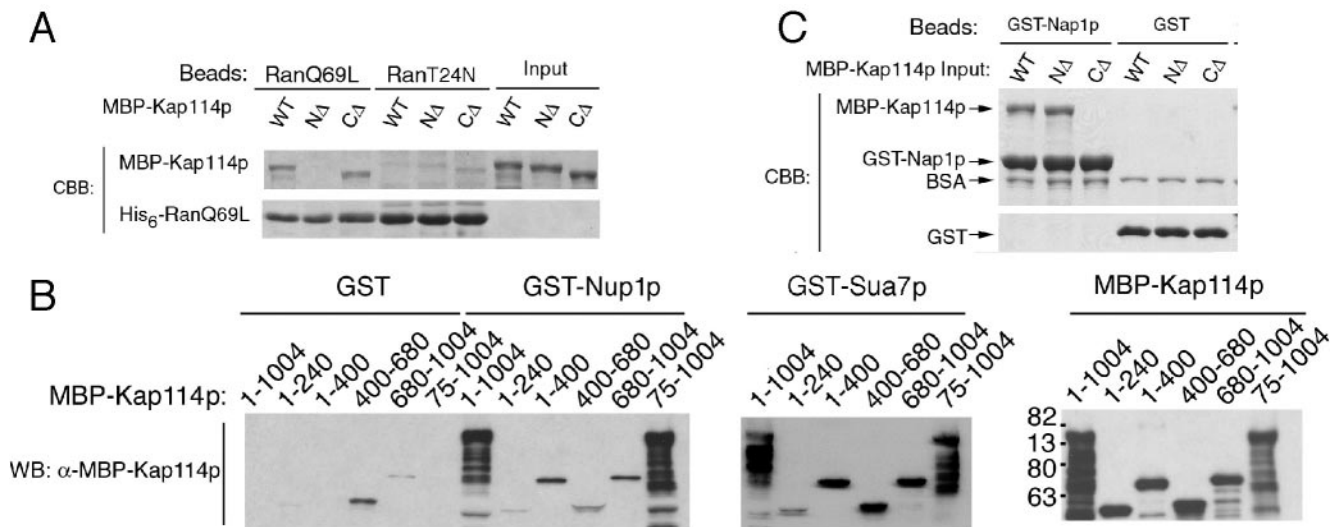 A
Beads: RanQ69L RanT24N Input
MBP-Kap114p WT NΔ CΔ WT NΔ CΔ WT NΔ CΔ
CBB:
MBP-Kap114p
His6-RanQ69L
C
Beads: GST-Nap1p GST
MBP-Kap114p Input: WT NΔ CΔ WT NΔ CΔ
CBB:
MBP-Kap114p
GST-Nap1p
BSA
GST
B
GST GST-Nup1p GST-Sua7p MBP-Kap114p
MBP-Kap114p: 1-1004 1-240 1-400 400-680 680-1004 75-1004 1-1004 1-240 1-400 400-680 680-1004 75-1004 1-1004 1-240 1-400 400-680 680-1004 75-1004 1-1004 1-240 1-400 400-680 680-1004 75-1004
WB: α-MBP-Kap114p
82
13
80
63